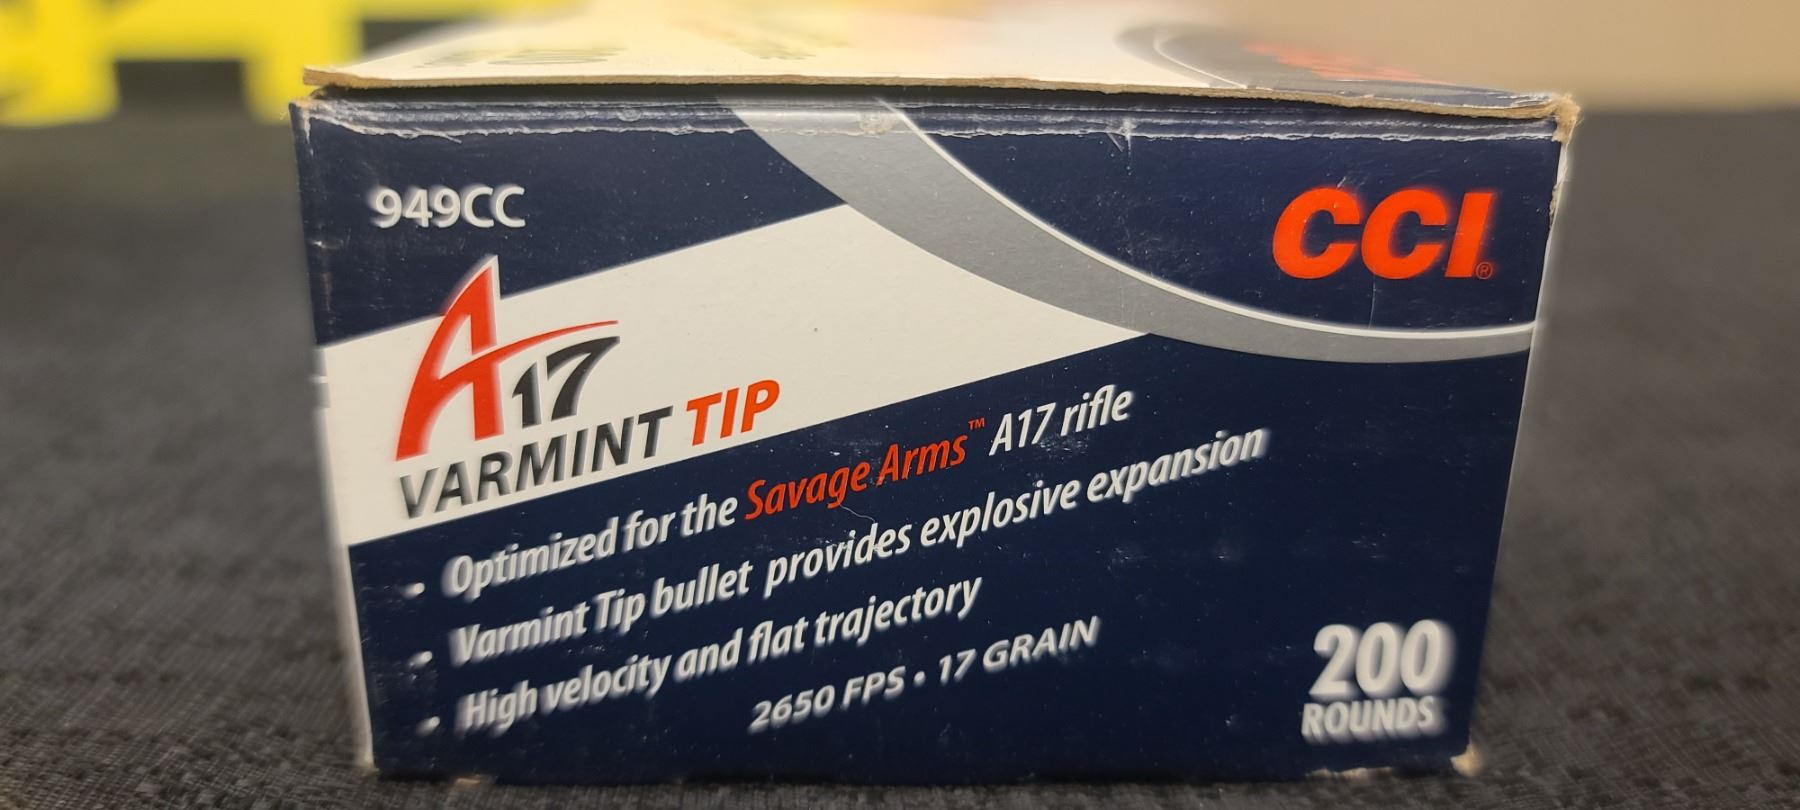 949CC
CCI®
A17
VARMINT TIP
• Optimized for the Savage Arms™ A17 rifle
• Varmint Tip bullet provides explosive expansion
• High velocity and flat trajectory
2650 FPS • 17 GRAIN
200
ROUNDS